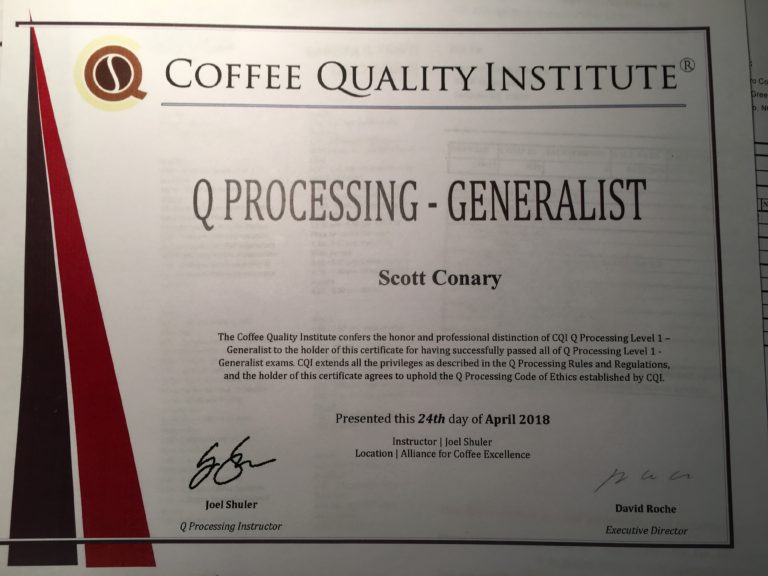 COFFEE QUALITY INSTITUTE®
Q PROCESSING - GENERALIST
Scott Conary
The Coffee Quality Institute confers the honor and professional distinction of CQI Q Processing Level 1 –
Generalist to the holder of this certificate for having successfully passed all of Q Processing Level 1 -
Generalist exams. CQI extends all the privileges as described in the Q Processing Rules and Regulations,
and the holder of this certificate agrees to uphold the Q Processing Code of Ethics established by CQI.
Presented this 24th day of April 2018
Instructor | Joel Shuler
Location | Alliance for Coffee Excellence
Joel Shuler
Q Processing Instructor
David Roche
Executive Director